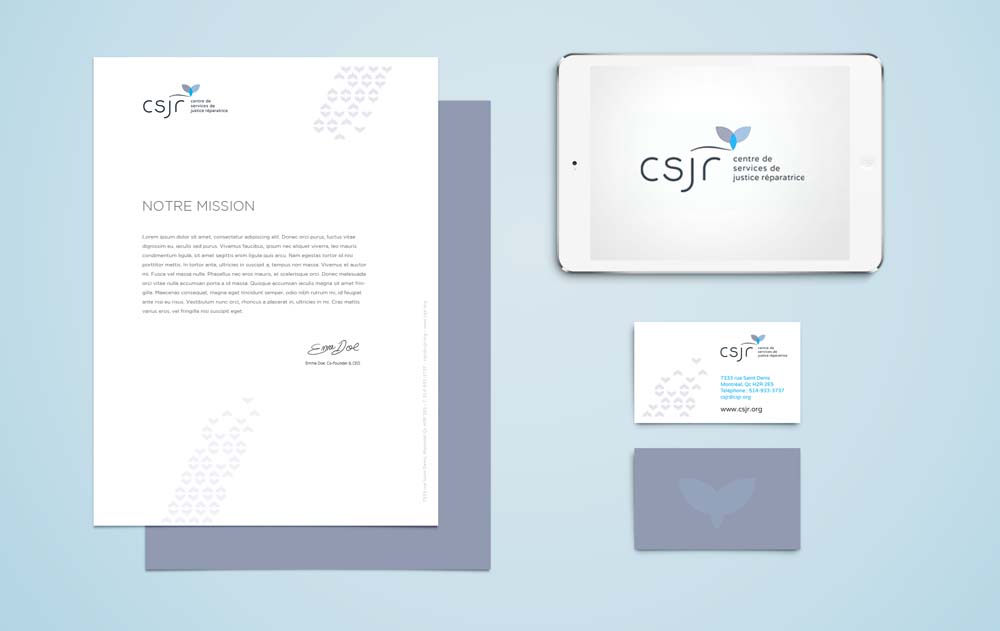 csjr
centre de
services de
justice réparatrice
NOTRE MISSION
Lorem ipsum dolor sit amet, consectetur adipiscing elit. Donec orci purus, luctus vitae
dignissim eu, iaculis sed purus. Vivamus faucibus, ipsum nec aliquet viverra, leo mauris
condimentum ligula, sit amet sagittis enim ligula quis arcu. Nam egestas tortor id nisi
porttitor mattis. In tortor ante, ultricies in suscipit a, tempus non massa. Vivamus et auctor
mi. Fusce vel massa nulla. Phasellus nec eros mauris, et scelerisque orci. Donec malesuada
orci vitae nulla accumsan porta a id massa. Quisque accumsan iaculis magna sit amet frin-
gilla. Maecenas consequat, magna eget tincidunt semper, odio nibh rutrum mi, id feugiat
ante nisi eu risus. Vestibulum nunc orci, rhoncus a placerat in, ultricies in mi. Cras mattis
varius eros, vel fringilla nisi suscipit eget.
Emma Doe
Emma Doe, Co-Founder & CEO
7333 rue Saint Denis, Montréal, Qc H2R 2E5 - T. 514-933-3737 - csjr@csjr.org - www.csjr.org
csjr
centre de
services de
justice réparatrice
csjr
centre de
services de
justice réparatrice
7333 rue Saint Denis
Montréal, Qc H2R 2E5
Téléphone : 514-933-3737
csjr@csjr.org
www.csjr.org